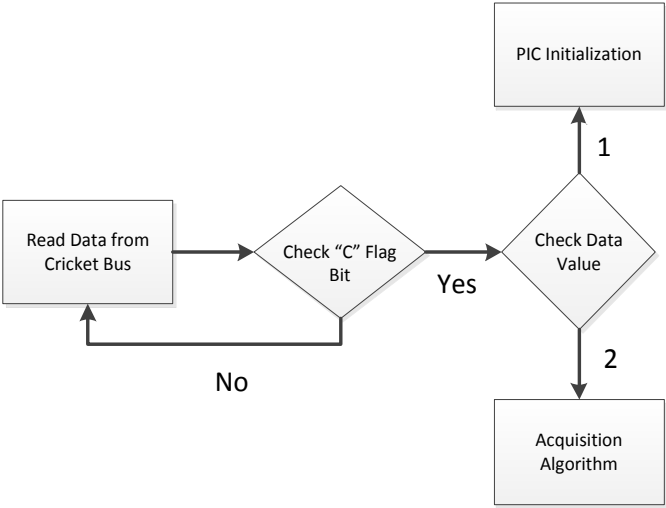 PIC Initialization
1
Read Data from
Cricket Bus
Check “C” Flag
Bit
Yes
Check Data
Value
No
2
Acquisition
Algorithm